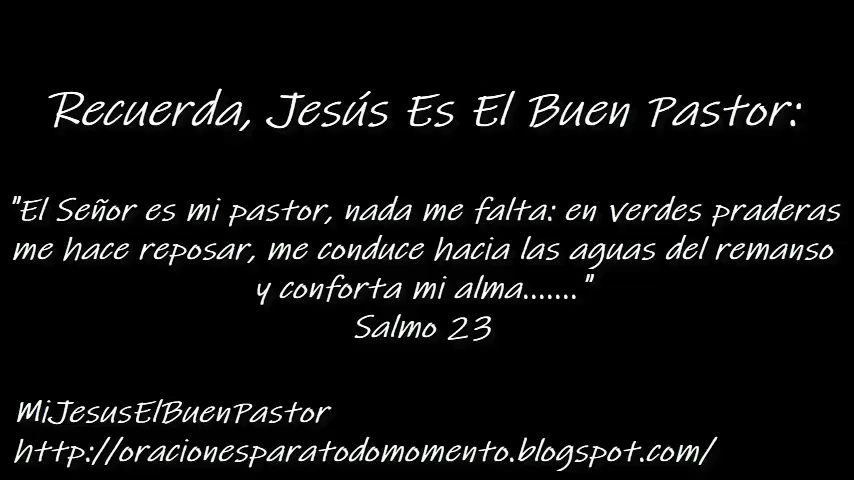 Recuerda, Jesús Es El Buen Pastor:
"El Señor es mi pastor, nada me falta: en verdes praderas
me hace reposar, me conduce hacia las aguas del remanso
y conforta mi alma....... "
Salmo 23
MiJesusElBuenPastor
http://oracionesparatodomomento.blogspot.com/